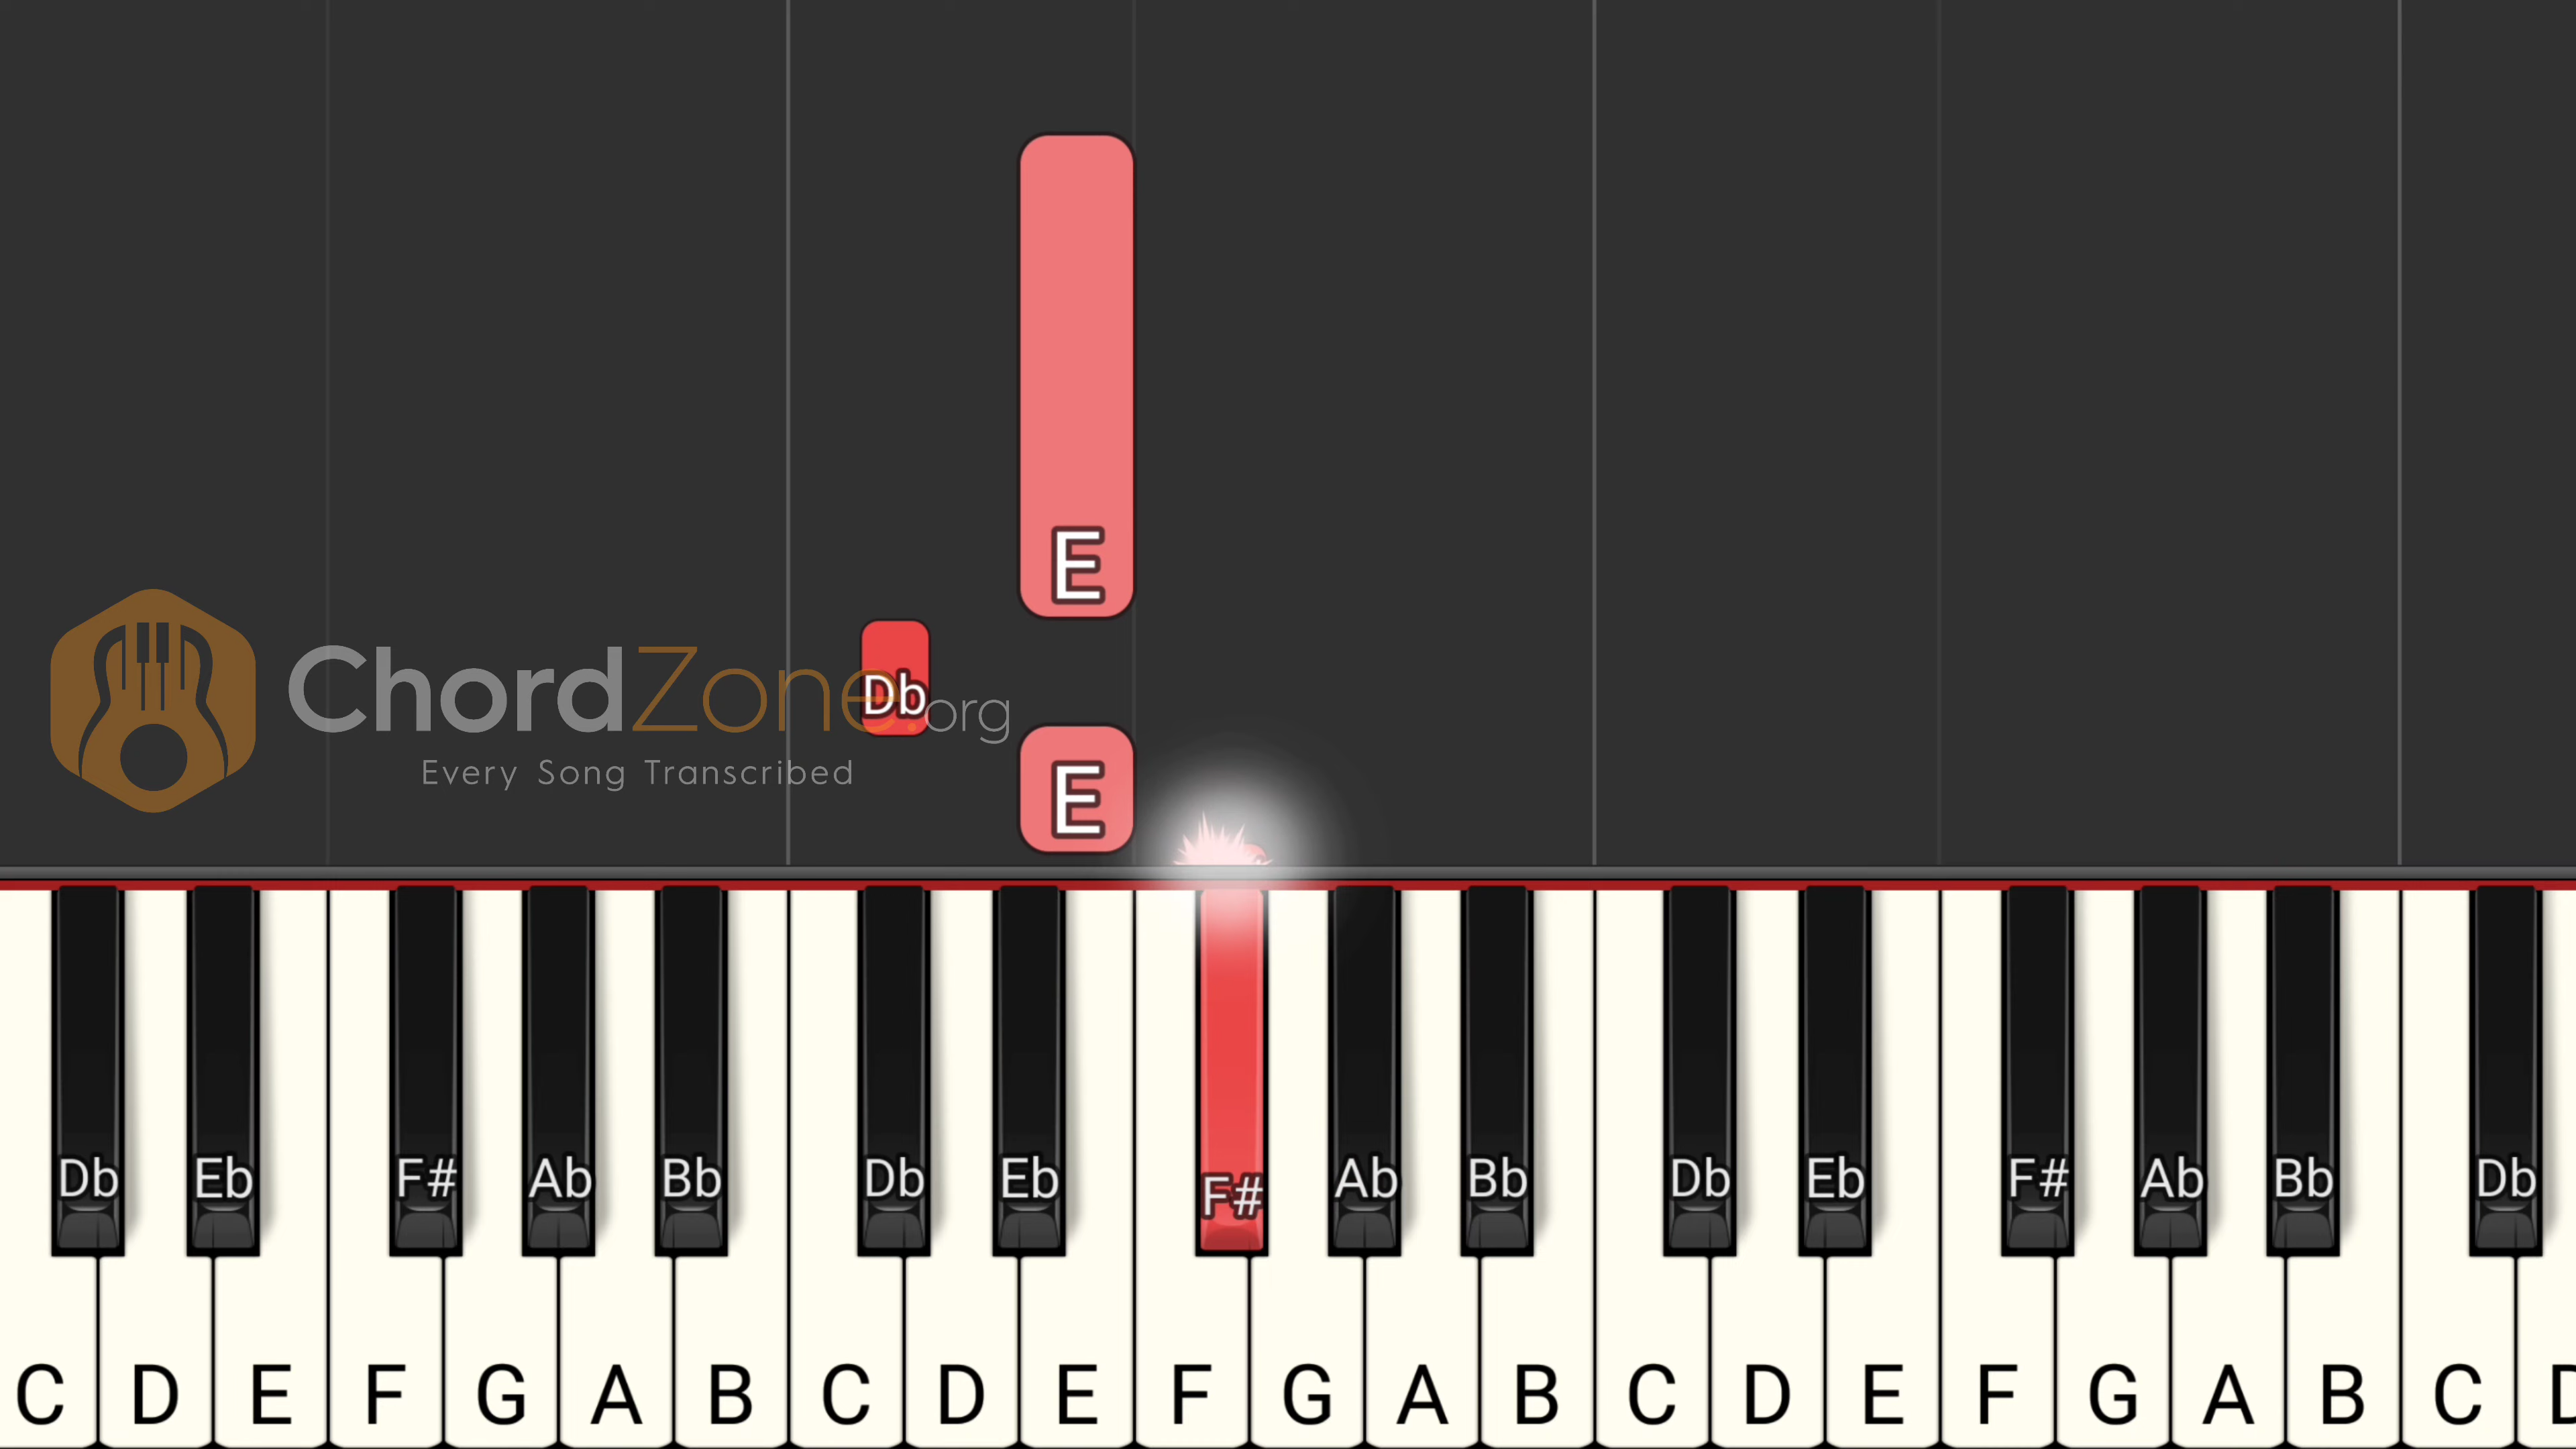 E
Db
ChordZone.org
E
Every Song Transcribed
Db Eb F# Ab Bb Db Eb F# Ab Bb Db Eb F# Ab Bb Db
C D E F G A B C D E F G A B C D E F G A B C D